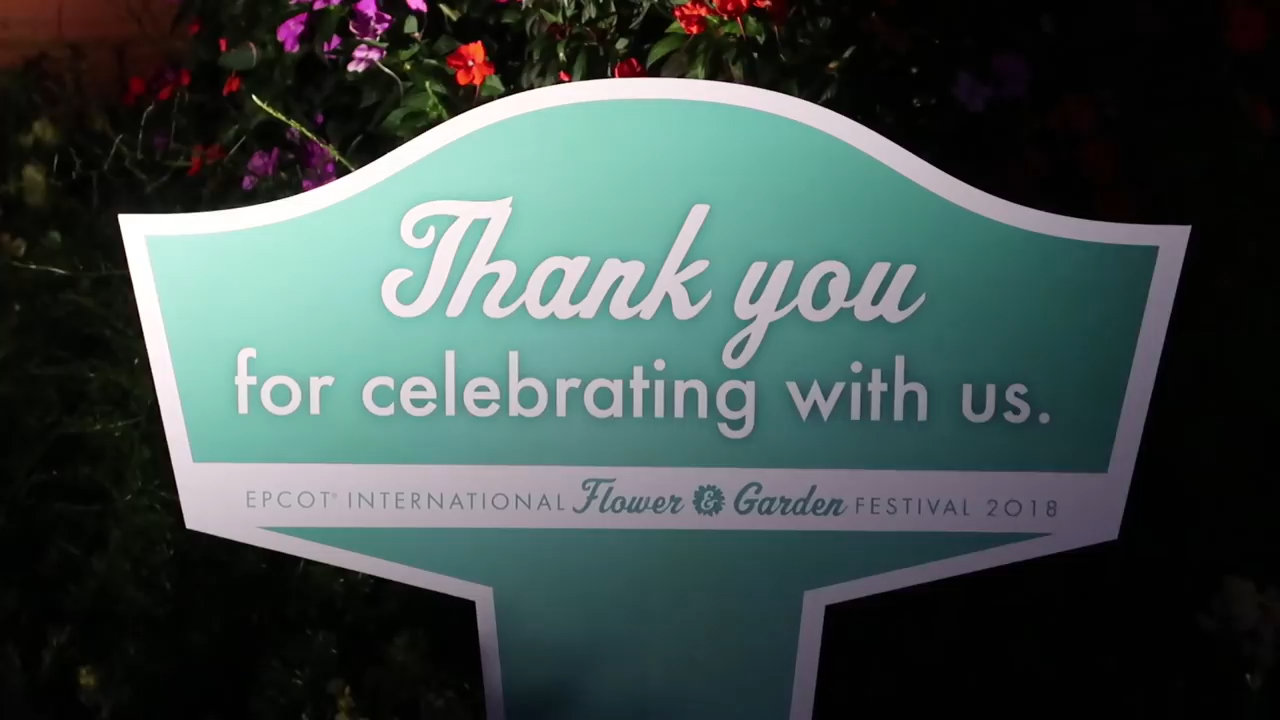 Thank you
for celebrating with us.
EPCOT® INTERNATIONAL Flower & Garden FESTIVAL 2018